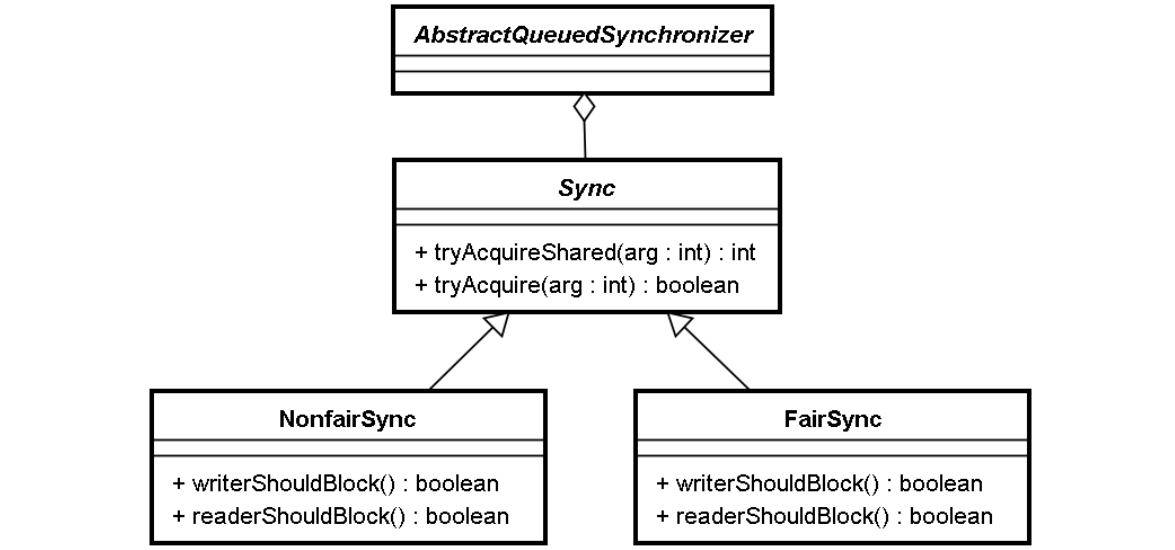 AbstractQueuedSynchronizer
Sync
+ tryAcquireShared(arg : int) : int
+ tryAcquire(arg : int) : boolean
NonfairSync
+ writerShouldBlock() : boolean
+ readerShouldBlock() : boolean
FairSync
+ writerShouldBlock() : boolean
+ readerShouldBlock() : boolean